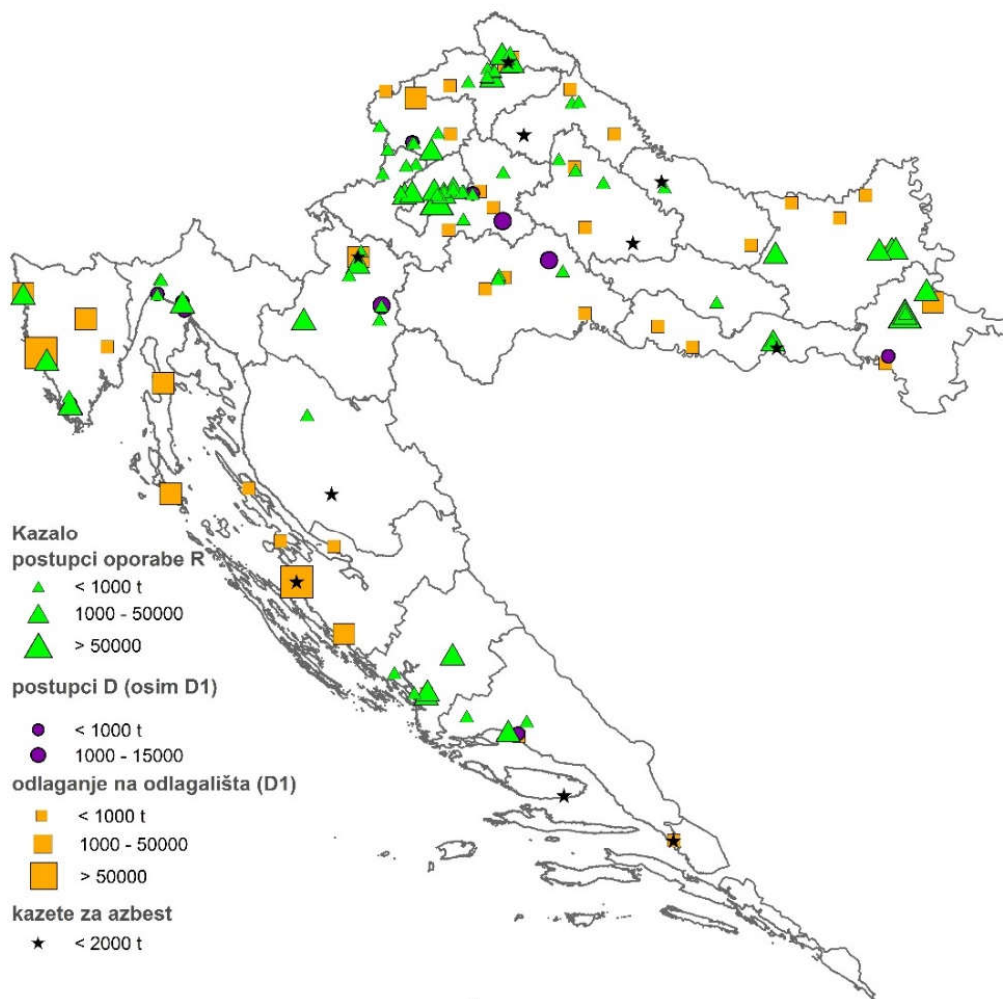 Kazalo
postupci oporabe R
< 1000 t
1000 - 50000
> 50000
postupci D (osim D1)
< 1000 t
1000 - 15000
odlaganje na odlagališta (D1)
< 1000 t
1000 - 50000
> 50000
kazete za azbest
< 2000 t